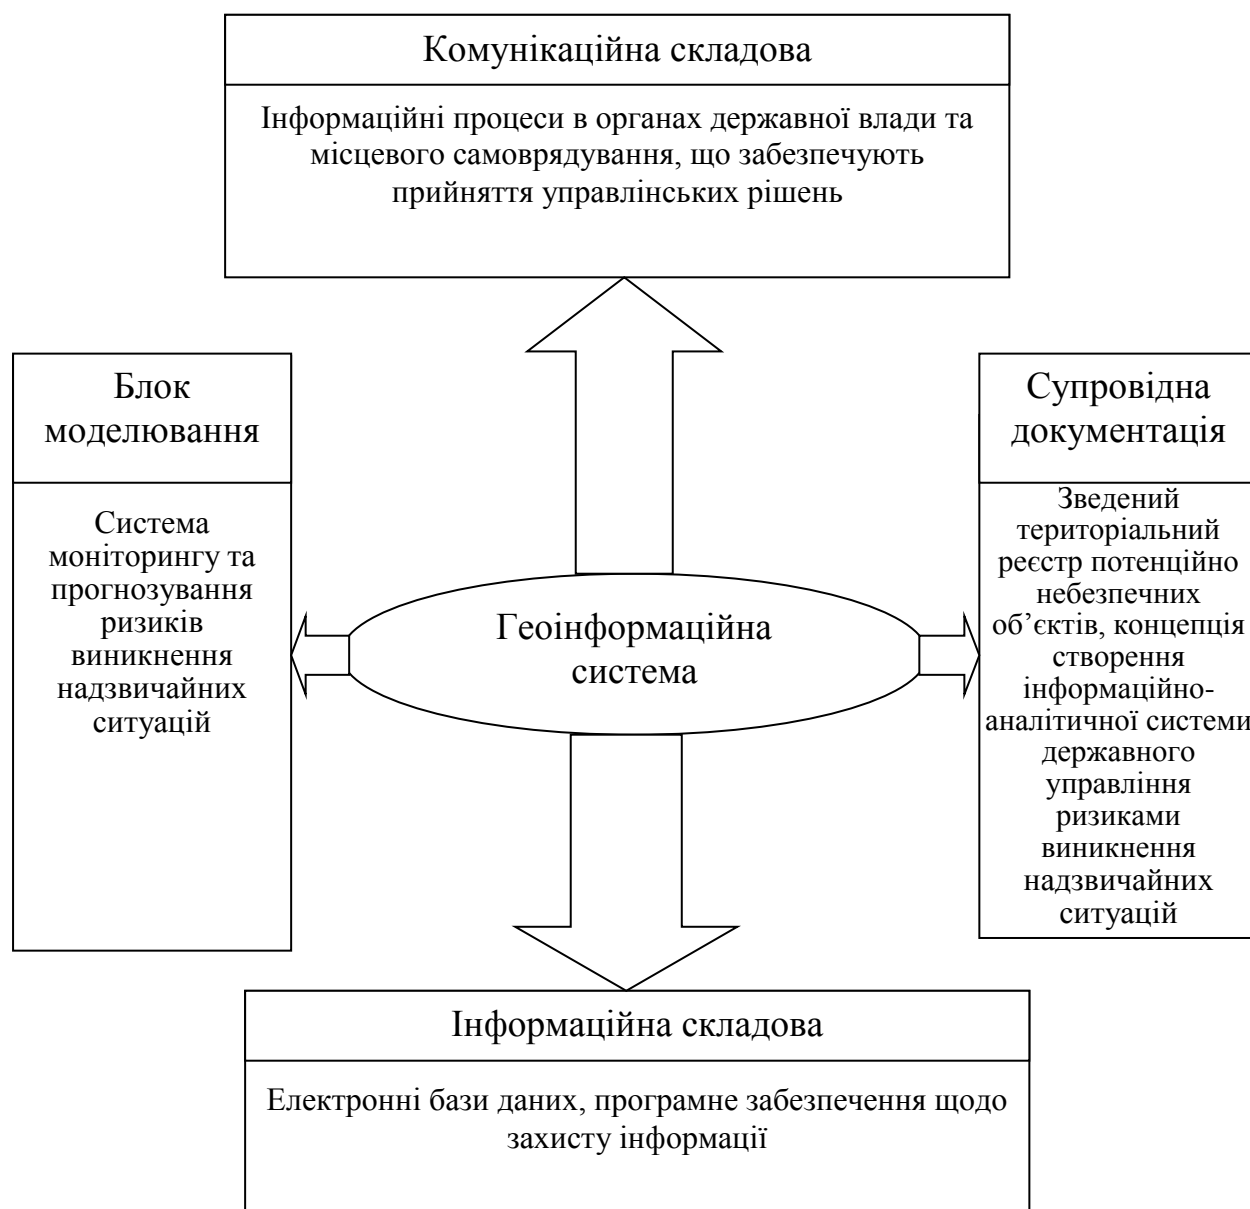 Комунікаційна складова
Інформаційні процеси в органах державної влади та
місцевого самоврядування, що забезпечують
прийняття управлінських рішень
Блок
моделювання
Система
моніторингу та
прогнозування
ризиків
виникнення
надзвичайних
ситуацій
Геоінформаційна
система
Супровідна
документація
Зведений
територіальний
реєстр потенційно
небезпечних
об’єктів, концепція
створення
інформаційно-
аналітичної системи
державного
управління
ризиками
виникнення
надзвичайних
ситуацій
Інформаційна складова
Електронні бази даних, програмне забезпечення щодо
захисту інформації